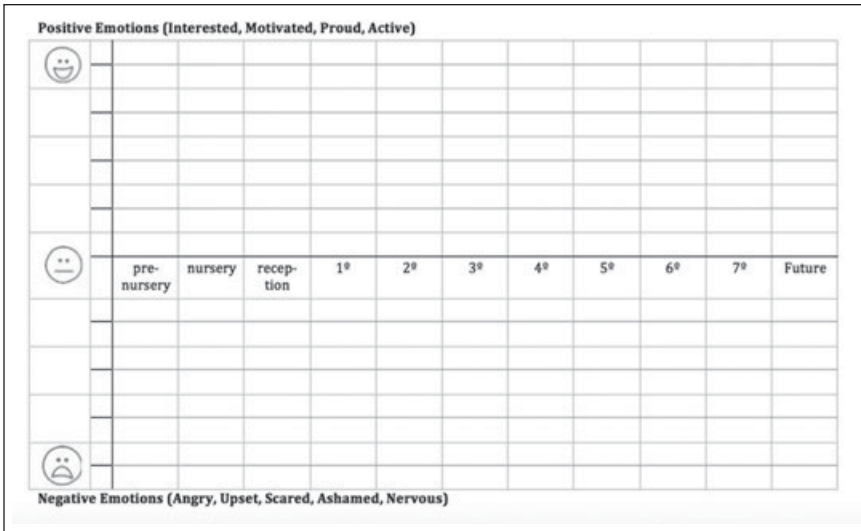 Positive Emotions (Interested, Motivated, Proud, Active)
pre- nursery recep- 1º 2º 3º 4º 5º 6º 7º Future
nursery tion
Negative Emotions (Angry, Upset, Scared, Ashamed, Nervous)